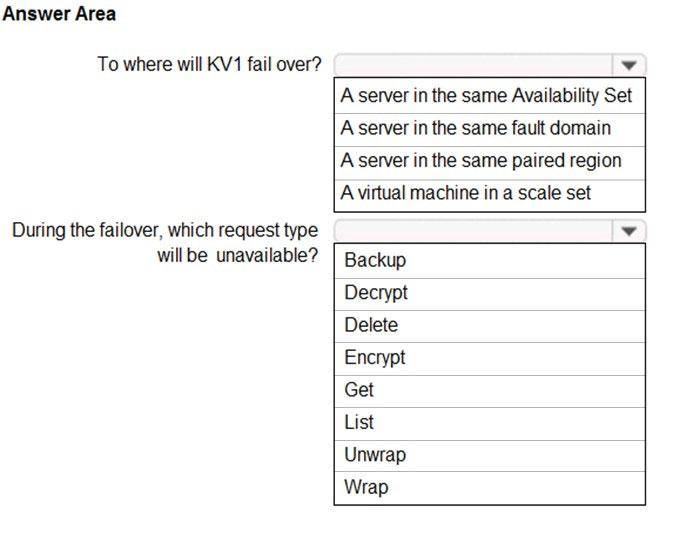 Answer Area
To where will KV1 fail over?
A server in the same Availability Set
A server in the same fault domain
A server in the same paired region
A virtual machine in a scale set
During the failover, which request type
will be unavailable?
Backup
Decrypt
Delete
Encrypt
Get
List
Unwrap
Wrap